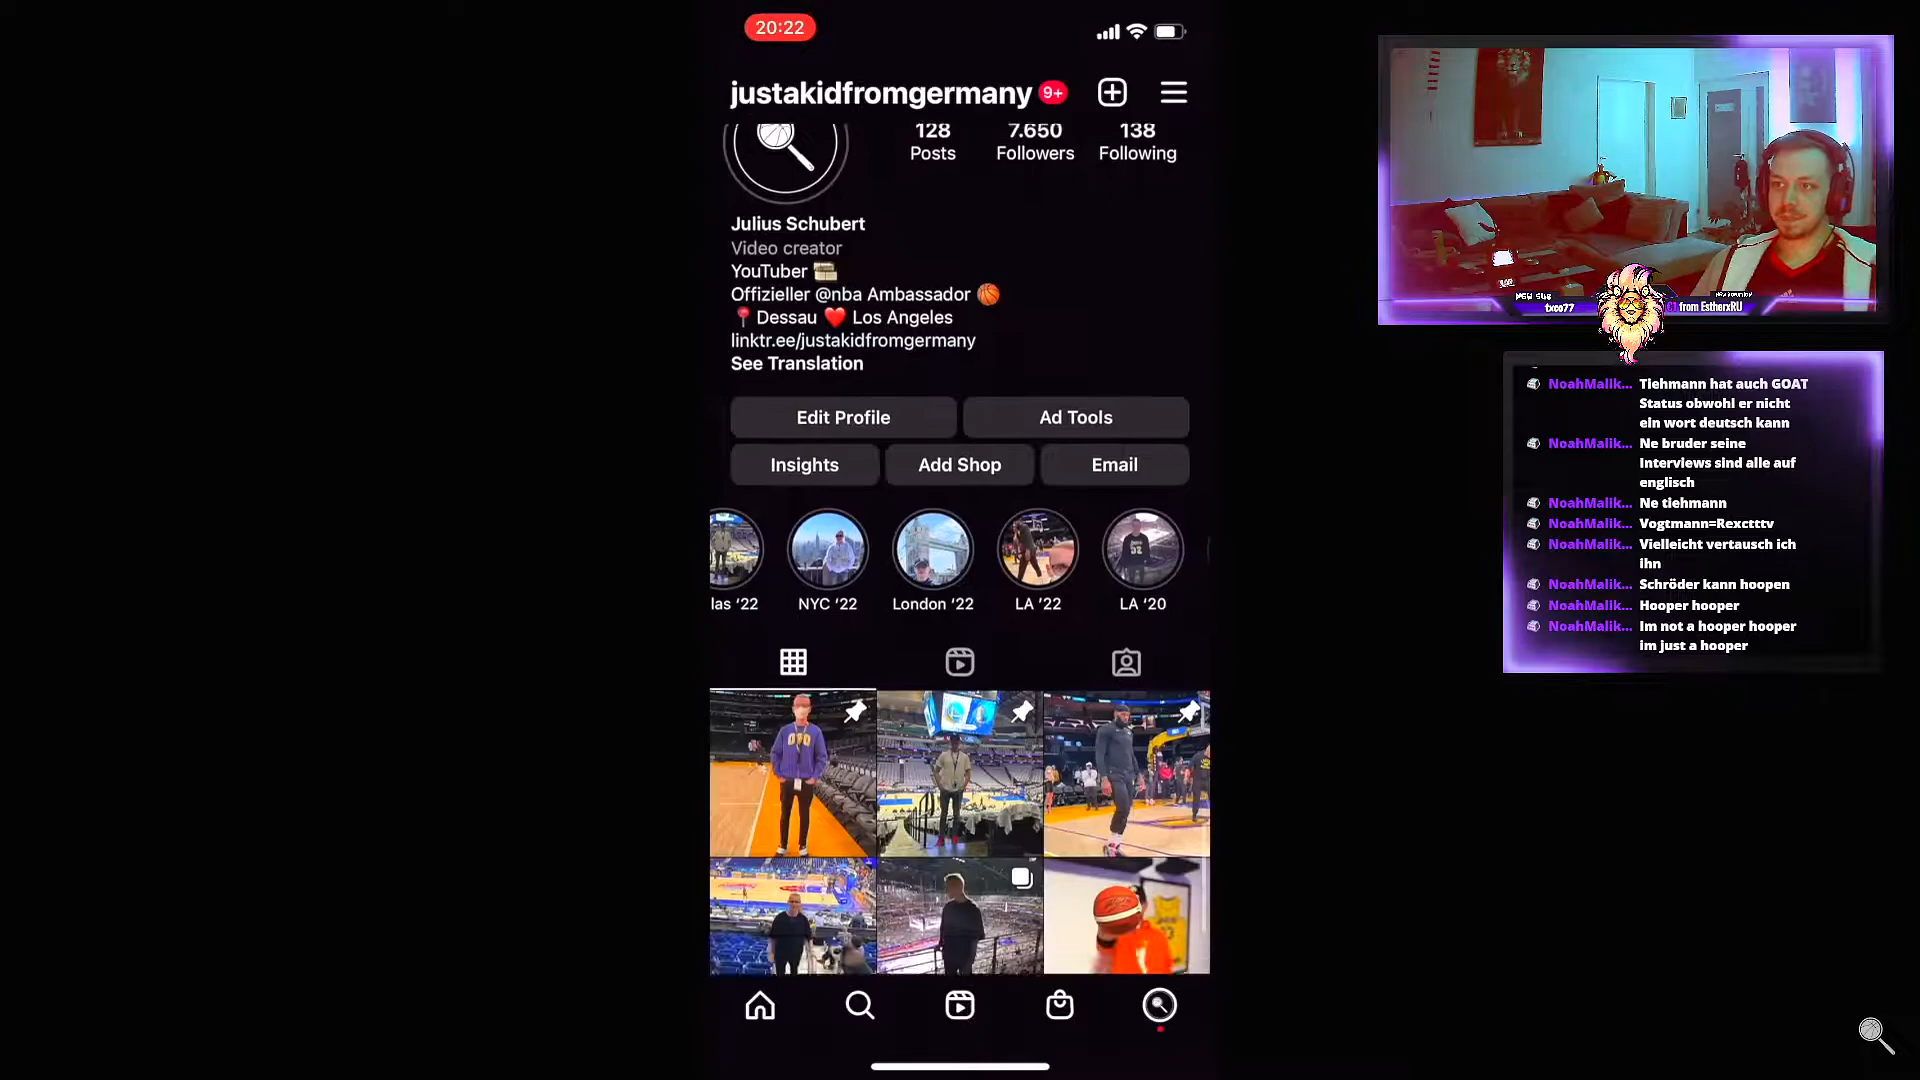 20:22
justakidfromgermany 9+
128
Posts
7.650
Followers
138
Following
Julius Schubert
Video creator
YouTuber
Offizieller @nba Ambassador 🏀
📍Dessau ❤️ Los Angeles
linktr.ee/justakidfromgermany
See Translation
Edit Profile
Ad Tools
Insights
Add Shop
Email
las ‘22
NYC ‘22
London ‘22
LA ‘22
LA ‘20
NEW SUB
txco77
€1 from EstherxRU
NoahMalik... Tiehmann hat auch GOAT
Status obwohl er nicht
ein wort deutsch kann
NoahMalik... Ne bruder seine
Interviews sind alle auf
englisch
NoahMalik... Ne tiehmann
NoahMalik... Vogtmann=Rexctttv
NoahMalik... Vielleicht vertausch ich
ihn
NoahMalik... Schröder kann hoopen
NoahMalik... Hooper hooper
NoahMalik... Im not a hooper hooper
im just a hooper